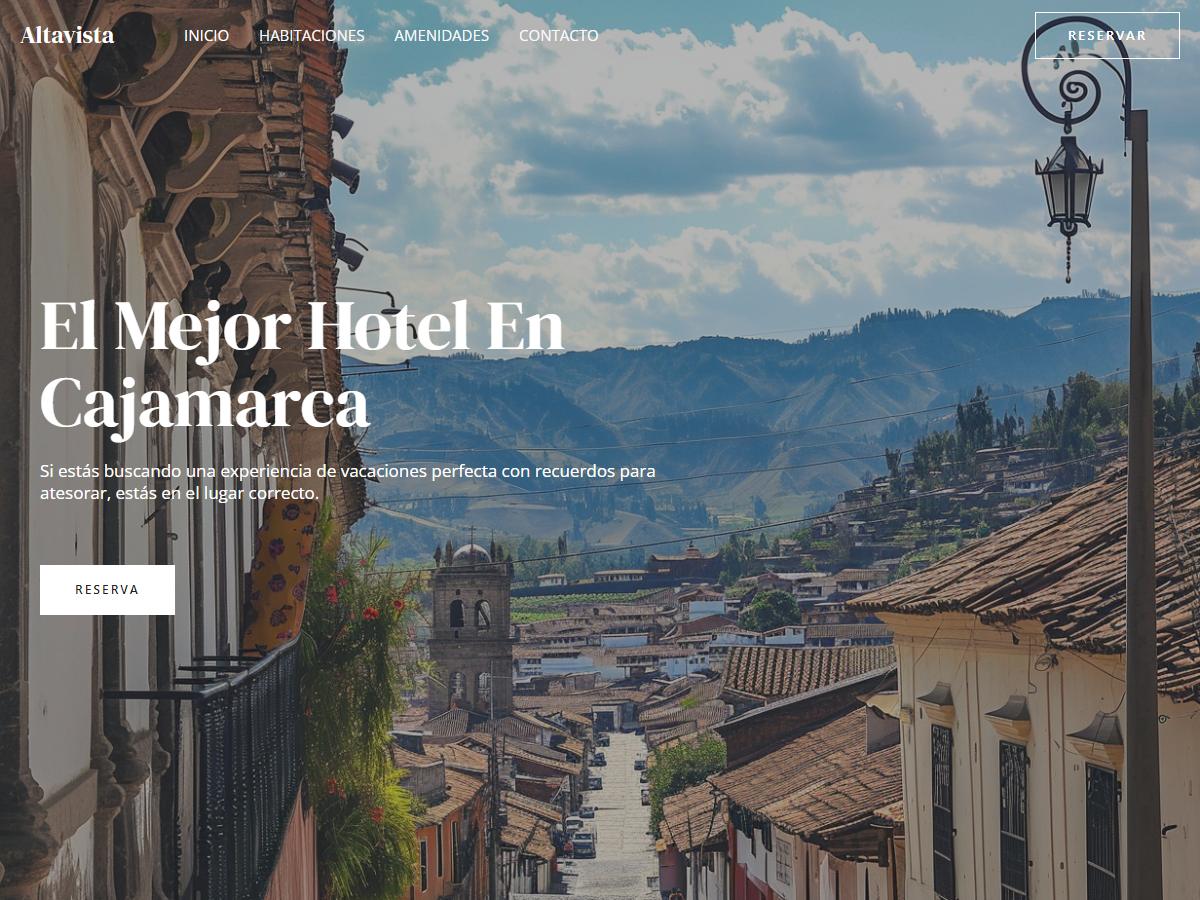 Altavista
INICIO
HABITACIONES
AMENIDADES
CONTACTO
RESERVAR
El Mejor Hotel En
Cajamarca
Si estás buscando una experiencia de vacaciones perfecta con recuerdos para
atesorar, estás en el lugar correcto.
RESERVA